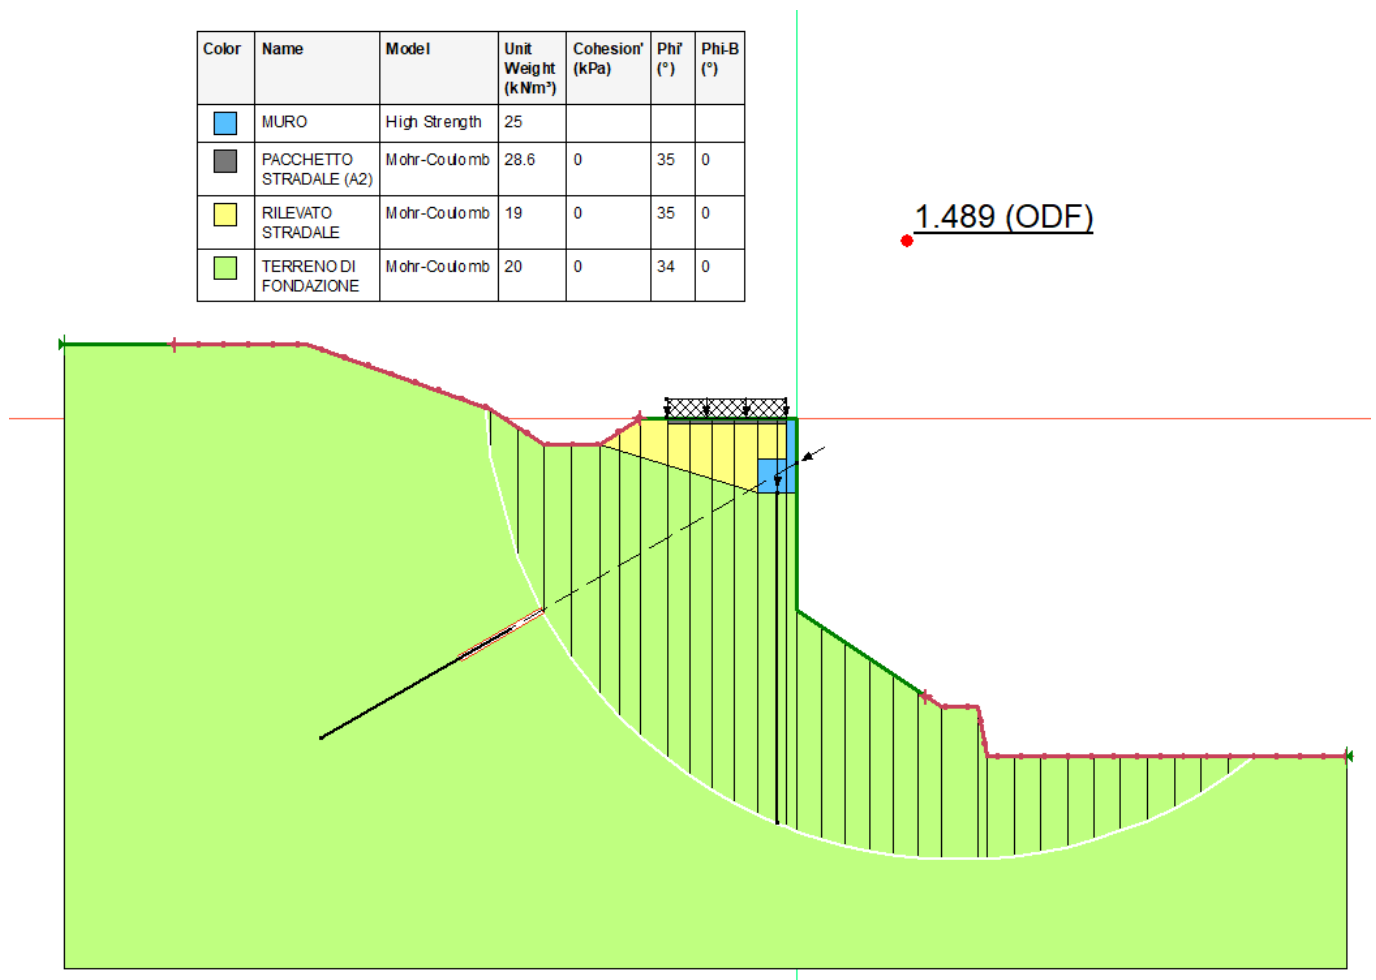 Color Name Model Unit Weight (kN/m³) Cohesion' (kPa) Phi' (°) Phi-B (°)
MURO High Strength 25
PACCHETTO STRADALE (A2) Mohr-Coulomb 28.6 0 35 0
RILEVATO STRADALE Mohr-Coulomb 19 0 35 0
TERRENO DI FONDAZIONE Mohr-Coulomb 20 0 34 0
1.489 (ODF)